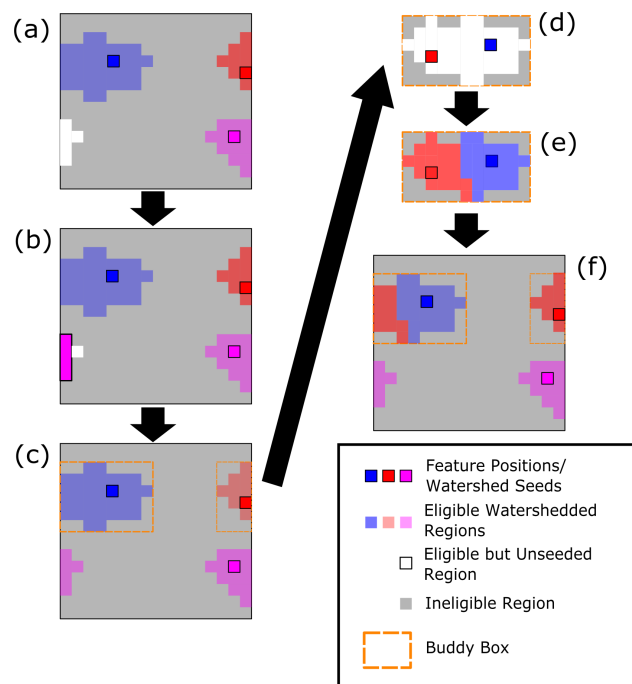 (a)
(b)
(c)
(d)
(e)
(f)
Feature Positions/
Watershed Seeds
Eligible Watershedded
Regions
Eligible but Unseeded
Region
Ineligible Region
Buddy Box